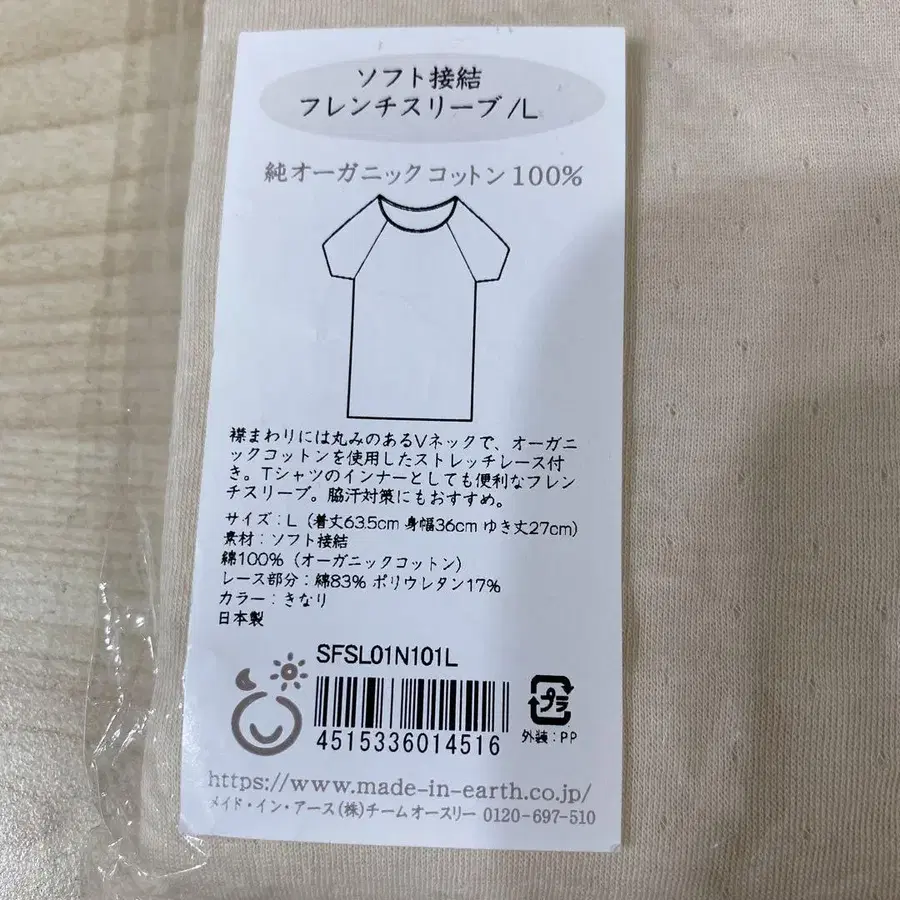 ソフト接結
フレンチスリーブ/L
純オーガニックコットン100%
襟まわりには丸みのあるVネックで、オーガニ
ックコットンを使用したストレッチレース付
き。Tシャツのインナーとしても便利なフレン
チスリーブ。脇汗対策にもおすすめ。
サイズ:L (着丈63.5cm 身幅36cm ゆき丈27cm)
素材:ソフト接結
綿100% (オーガニックコットン)
レース部分:綿83% ポリウレタン17%
カラー:きなり
日本製
SFSL01N101L
4515336014516
プラ
外装:PP
https://www.made-in-earth.co.jp/
メイド・イン・アース(株)チームオースリー 0120-697-510